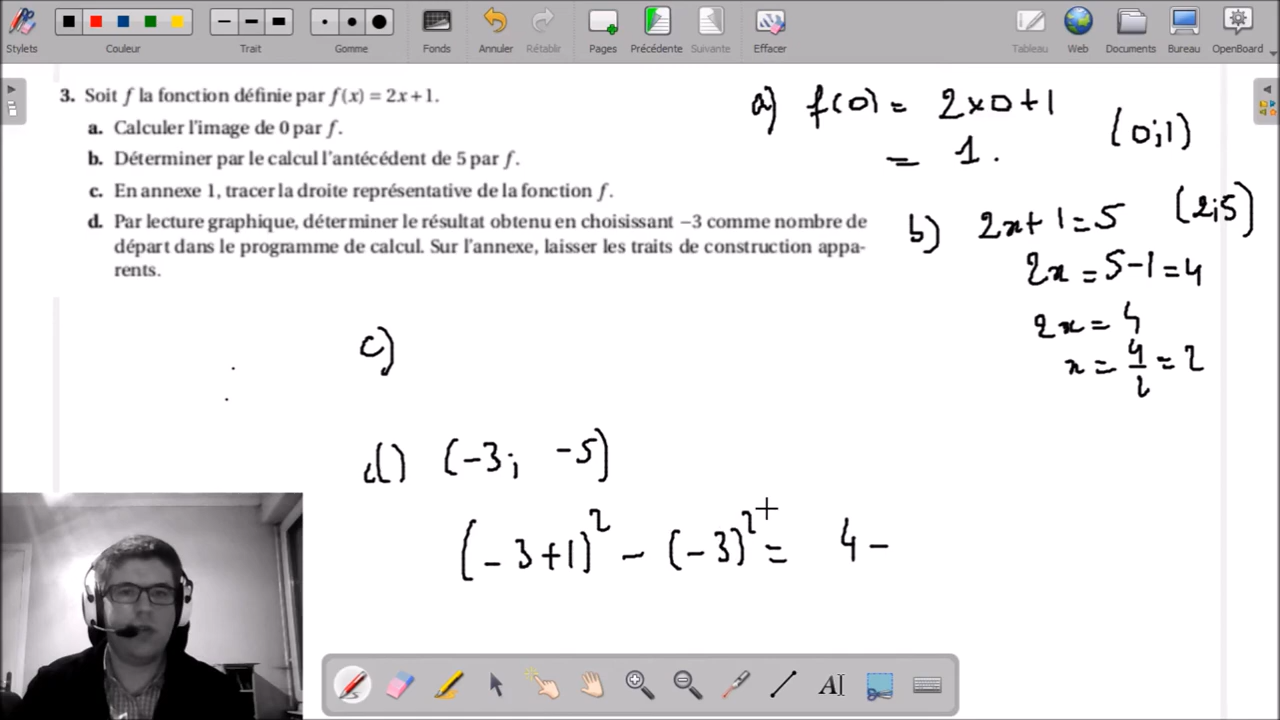 Stylets Couleur Trait Gomme Fonds Annuler Rétablir Pages Précédente Suivante Effacer Tableau Web Documents Bureau OpenBoard
3. Soit f la fonction définie par f(x) = 2x+1.
a. Calculer l'image de 0 par f.
b. Déterminer par le calcul l'antécédent de 5 par f.
c. En annexe 1, tracer la droite représentative de la fonction f.
d. Par lecture graphique, déterminer le résultat obtenu en choisissant −3 comme nombre de
départ dans le programme de calcul. Sur l'annexe, laisser les traits de construction appa-
rents.
a) f(0) = 2×0+1
= 1.
(0;1)
b) 2x+1=5
(2;5)
2x = 5-1=4
2x = 4
x = 4/2 = 2
c)
d) (-3; -5)
(-3+1)² - (-3)² = 4 -
AI